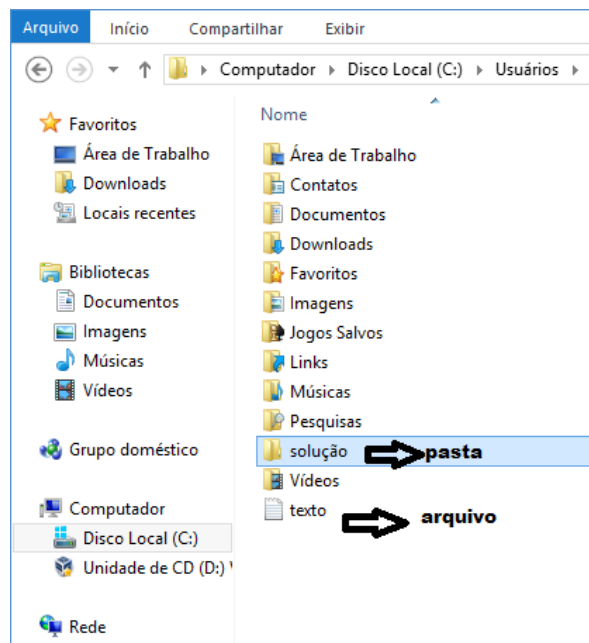 Arquivo Início Compartilhar Exibir
Computador Disco Local (C:) Usuários
Favoritos
Área de Trabalho
Downloads
Locais recentes
Bibliotecas
Documentos
Imagens
Músicas
Vídeos
Grupo doméstico
Computador
Disco Local (C:)
Unidade de CD (D:)
Rede
Nome
Área de Trabalho
Contatos
Documentos
Downloads
Favoritos
Imagens
Jogos Salvos
Links
Músicas
Pesquisas
solução pasta
Vídeos
texto arquivo